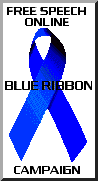 FREE SPEECH
ONLINE
BLUE RIBBON
CAMPAIGN